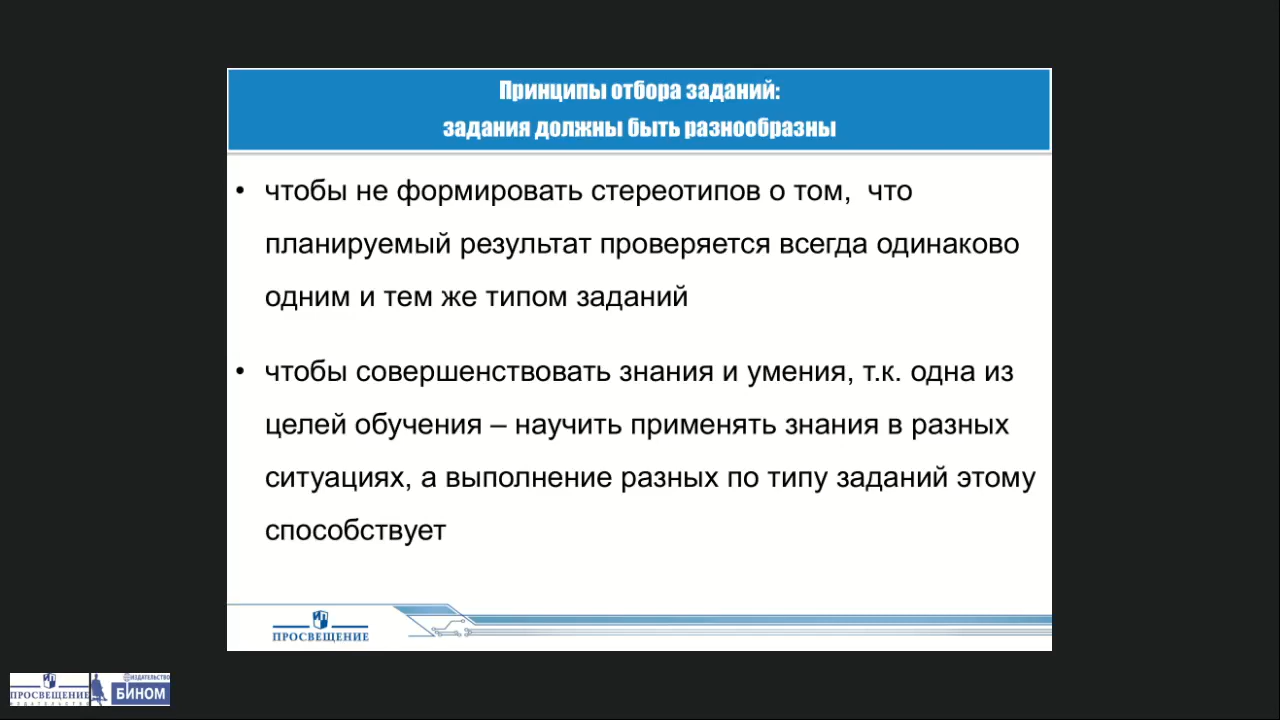 Принципы отбора заданий:
задания должны быть разнообразны
• чтобы не формировать стереотипов о том, что
планируемый результат проверяется всегда одинаково
одним и тем же типом заданий
• чтобы совершенствовать знания и умения, т.к. одна из
целей обучения – научить применять знания в разных
ситуациях, а выполнение разных по типу заданий этому
способствует
ПРОСВЕЩЕНИЕ
ПРОСВЕЩЕНИЕ
ИЗДАТЕЛЬСТВО
ИЗДАТЕЛЬСТВО
БИНОМ